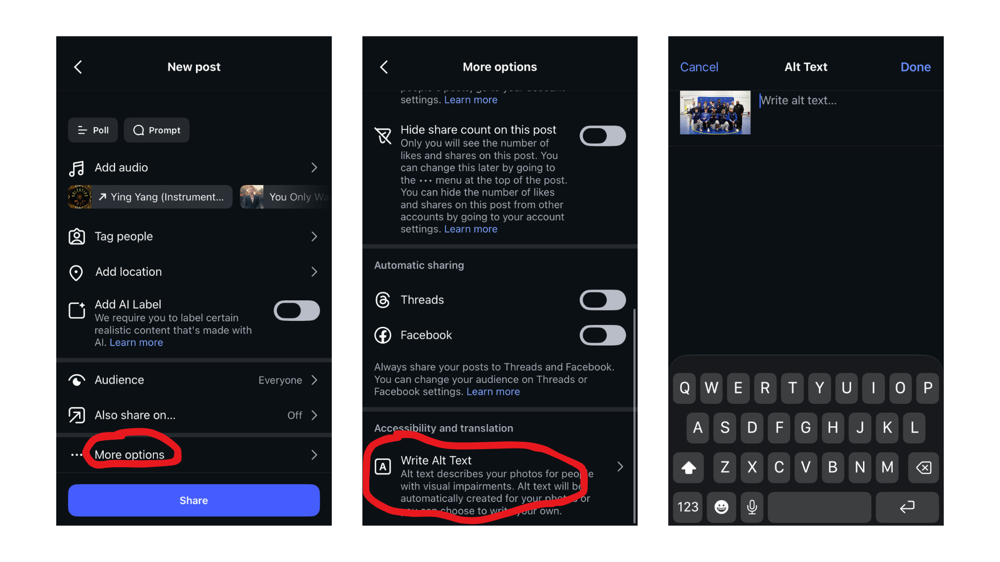 New post
Poll
Prompt
Add audio
Ying Yang (Instrument...
You Only Wa
Tag people
Add location
Add AI Label
We require you to label certain
realistic content that's made with
AI. Learn more
Audience
Everyone
Also share on...
Off
More options
Share
More options
people's posts, go to your account
settings. Learn more
Hide share count on this post
Only you will see the number of
likes and shares on this post. You
can change this later by going to
the ··· menu at the top of the post.
You can hide the number of likes
and shares on this post from other
accounts by going to your account
settings. Learn more
Automatic sharing
Threads
Facebook
Always share your posts to Threads and Facebook.
You can change your audience on Threads or
Facebook settings. Learn more
Accessibility and translation
A
Write Alt Text
Alt text describes your photos for people
with visual impairments. Alt text will be
automatically created for your photos or
you can choose to write your own.
Cancel
Alt Text
Done
Write alt text...
Q W E R T Y U I O P
A S D F G H J K L
Z X C V B N M
123